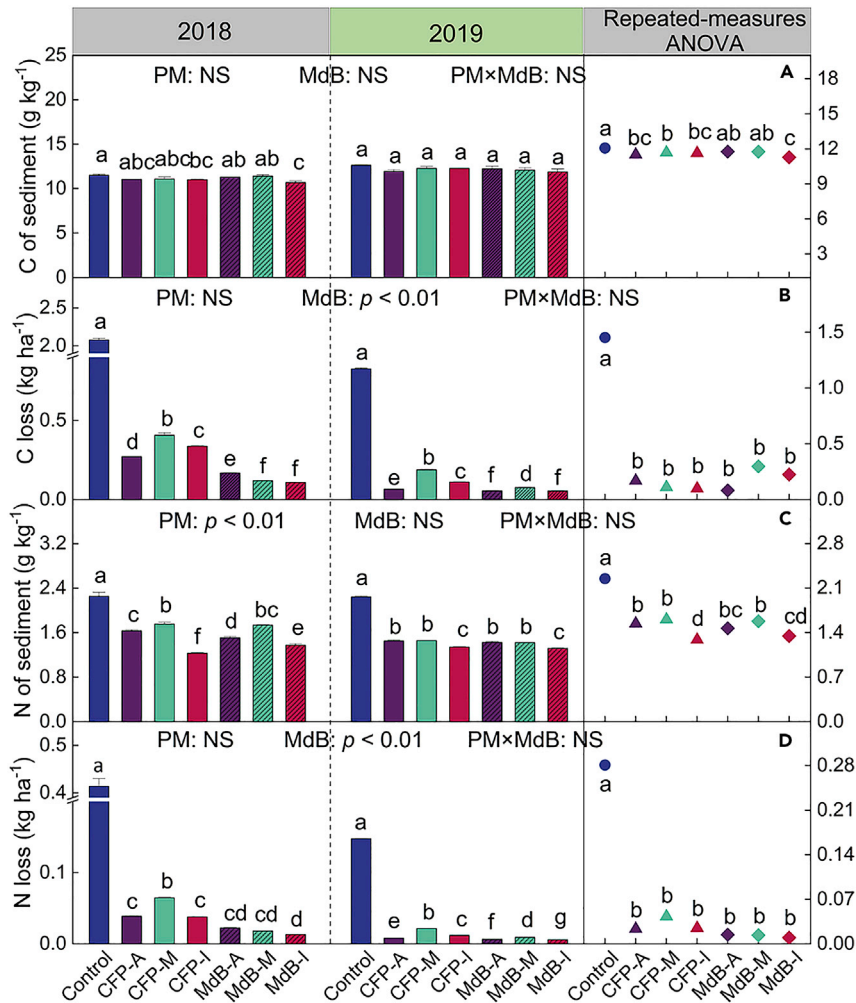 2018 2019 Repeated-measures
ANOVA
PM: NS MdB: NS PM×MdB: NS A
C of sediment (g kg⁻¹)
25
20
15
10
5
0
a abc abc bc ab ab c
a a a a a a a
a bc b bc ab ab c
18
15
12
9
6
3
PM: NS MdB: p < 0.01 PM×MdB: NS B
C loss (kg ha⁻¹)
2.5
2.0
0.5
0.0
a d b c e f f
a e b c f d f
a b b b b b b
1.5
1.0
0.5
0.0
PM: p < 0.01 MdB: NS PM×MdB: NS C
N of sediment (g kg⁻¹)
3.2
2.4
1.6
0.8
0.0
a c b f d bc e
a b b c b b c
a b b d bc b cd
2.8
2.1
1.4
0.7
0.0
PM: NS MdB: p < 0.01 PM×MdB: NS D
N loss (kg ha⁻¹)
0.5
0.4
0.1
0.0
a c b c cd cd d
a e b c f d g
a b b b b b b
0.28
0.21
0.14
0.07
0.00
Control CFP-A CFP-M CFP-I MdB-A MdB-M MdB-I
Control CFP-A CFP-M CFP-I MdB-A MdB-M MdB-I
Control CFP-A CFP-M CFP-I MdB-A MdB-M MdB-I